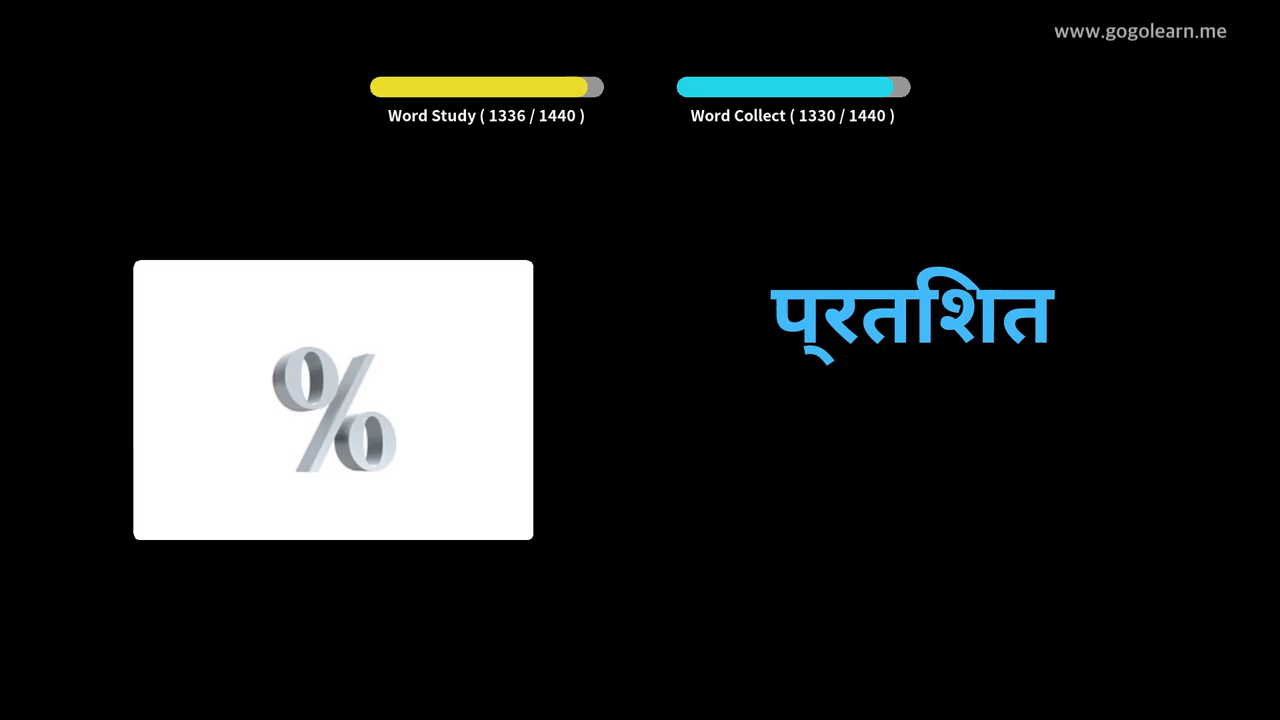 www.gogolearn.me
Word Study ( 1336 / 1440 )
Word Collect ( 1330 / 1440 )
%
प्रतिशत